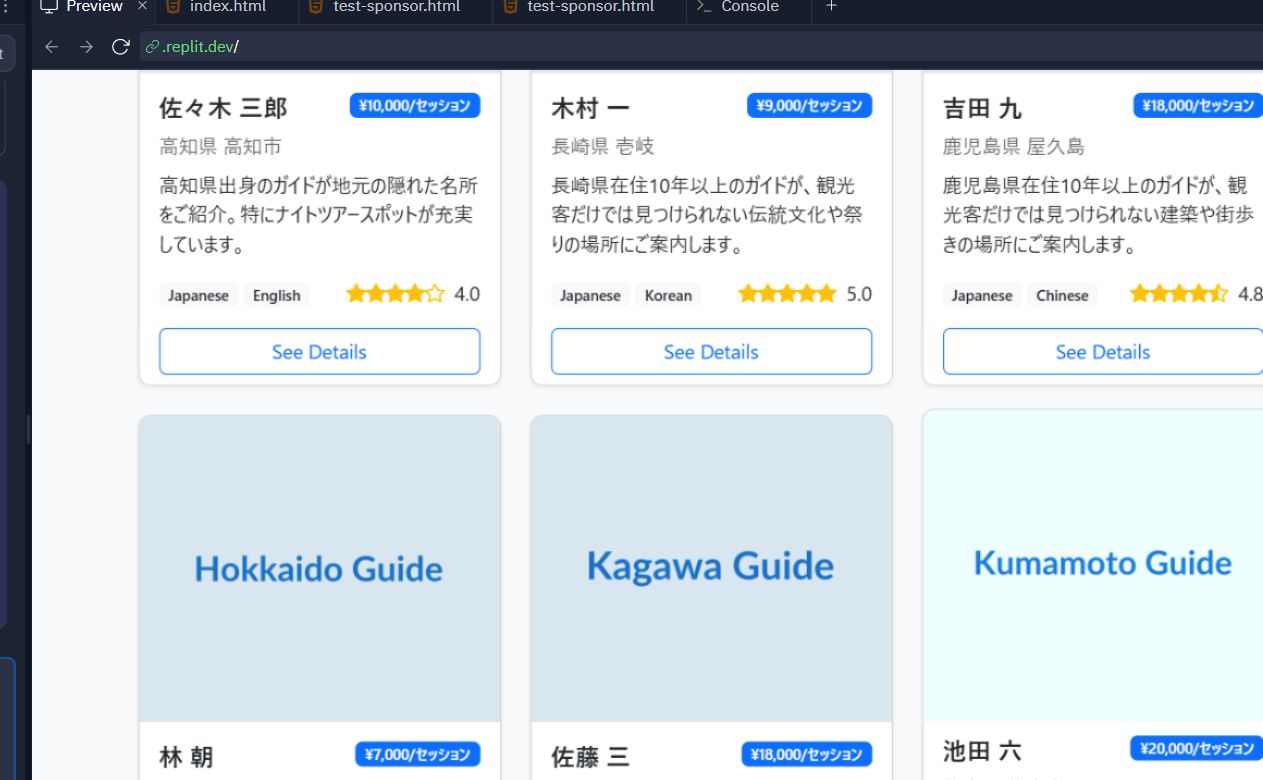 Preview
index.html
test-sponsor.html
test-sponsor.html
Console
.replit.dev/
佐々木 三郎
¥10,000/セッション
高知県 高知市
高知県出身のガイドが地元の隠れた名所
をご紹介。特にナイトツアースポットが充実
しています。
Japanese
English
4.0
See Details
木村 一
¥9,000/セッション
長崎県 壱岐
長崎県在住10年以上のガイドが、観光
客だけでは見つけられない伝統文化や祭
りの場所にご案内します。
Japanese
Korean
5.0
See Details
吉田 九
¥18,000/セッション
鹿児島県 屋久島
鹿児島県在住10年以上のガイドが、観
光客だけでは見つけられない建築や街歩
きの場所にご案内します。
Japanese
Chinese
4.8
See Details
Hokkaido Guide
林 朝
¥7,000/セッション
Kagawa Guide
佐藤 三
¥18,000/セッション
Kumamoto Guide
池田 六
¥20,000/セッション